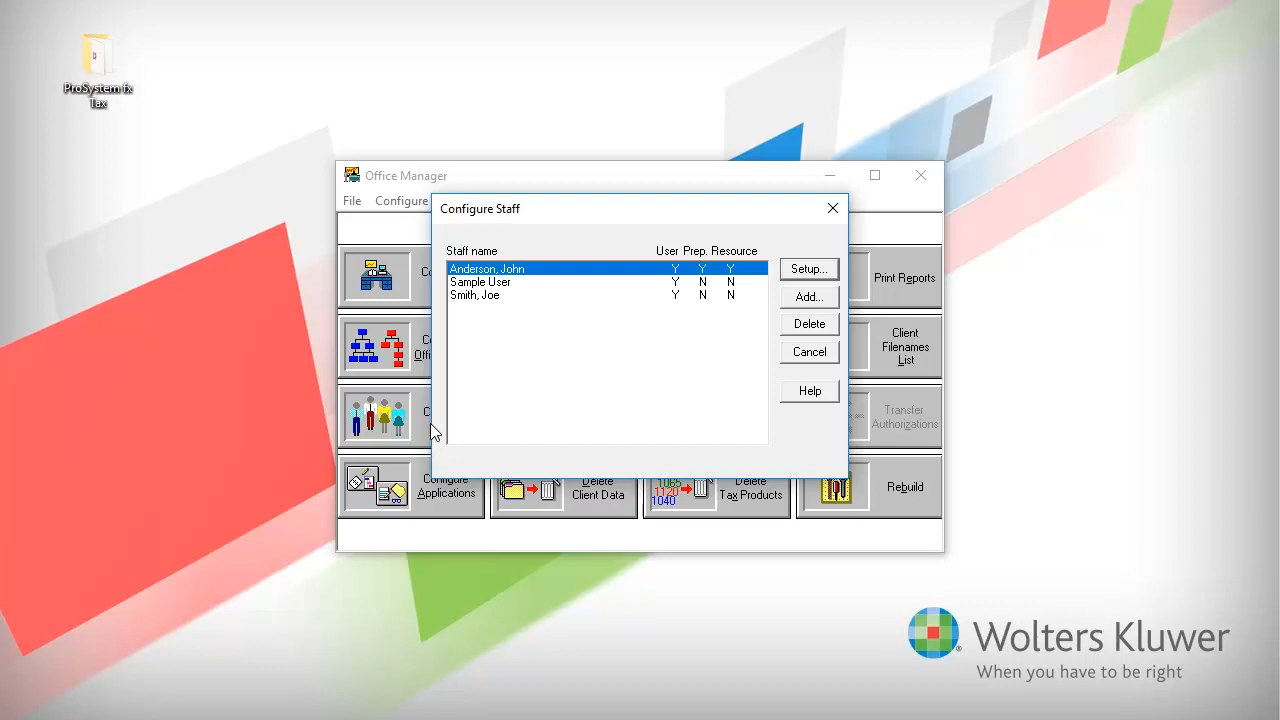 ProSystem fx
Tax
Office Manager
File Configure
Configure Staff
Staff name User Prep. Resource
Anderson, John Y Y Y
Sample User Y N N
Smith, Joe Y N N
Setup...
Add...
Delete
Cancel
Help
Print Reports
Client
Filenames
List
Transfer
Authorizations
Configure
Applications
Delete
Client Data
1065
1120
1040
Delete
Tax Products
Rebuild
Wolters Kluwer
When you have to be right